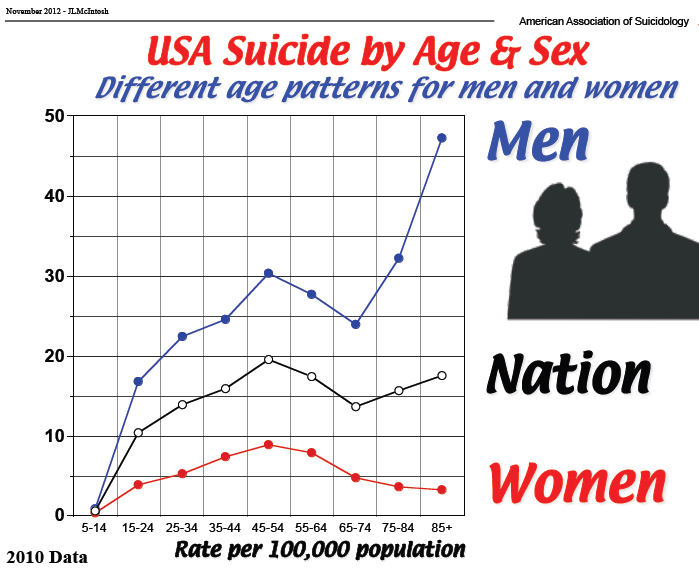 November 2012 - JLMcIntosh
American Association of Suicidology
USA Suicide by Age & Sex
Different age patterns for men and women
50
40
30
20
10
0
5-14 15-24 25-34 35-44 45-54 55-64 65-74 75-84 85+
Men
Nation
Women
Rate per 100,000 population
2010 Data